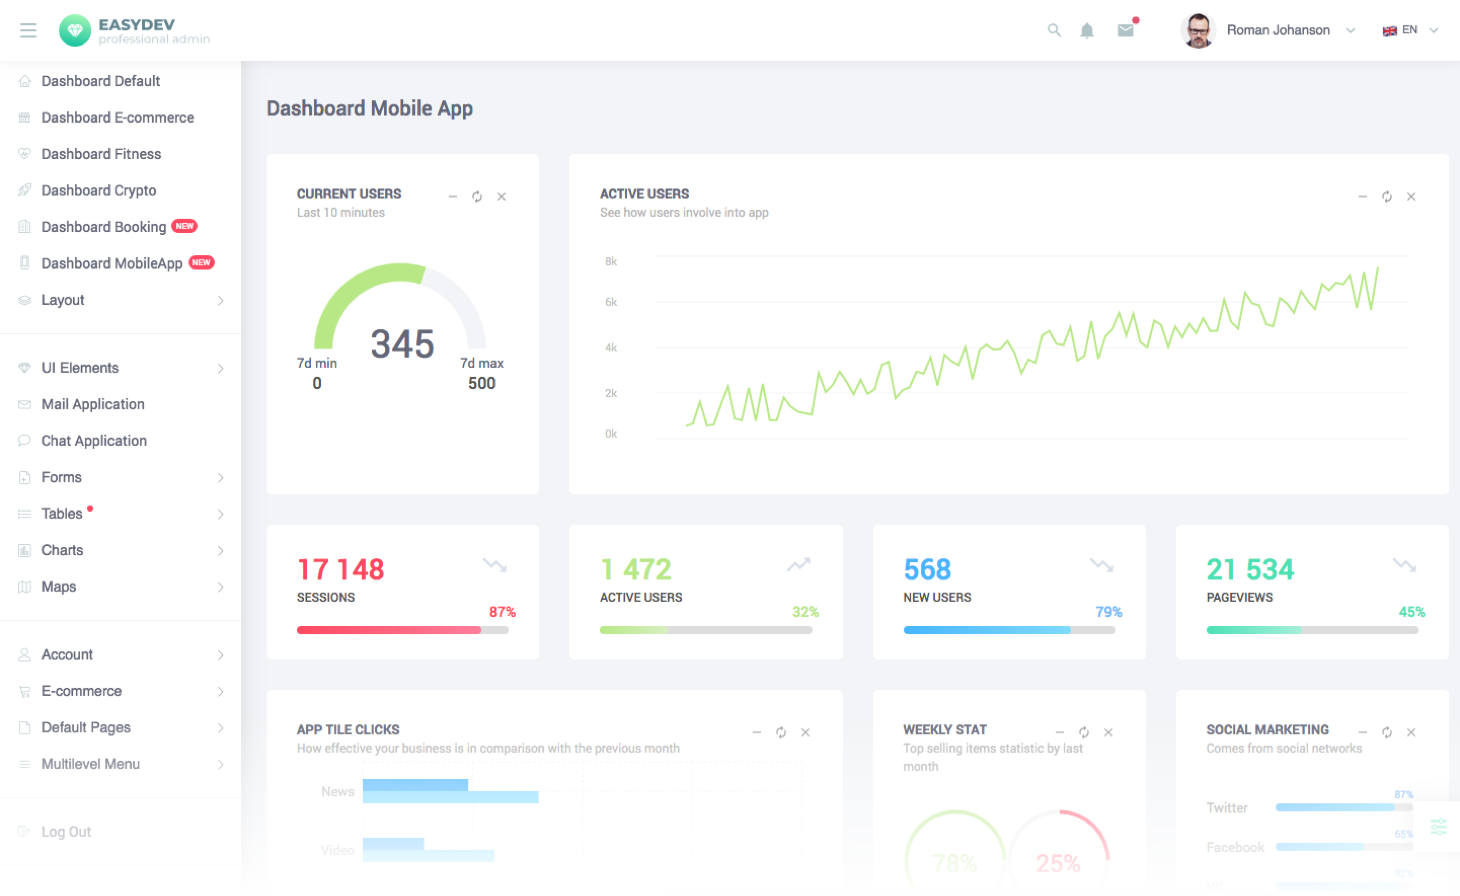 EASYDEV
professional admin
Roman Johanson
EN
Dashboard Default
Dashboard E-commerce
Dashboard Fitness
Dashboard Crypto
Dashboard Booking NEW
Dashboard MobileApp NEW
Layout
UI Elements
Mail Application
Chat Application
Forms
Tables
Charts
Maps
Account
E-commerce
Default Pages
Multilevel Menu
Log Out
Dashboard Mobile App
CURRENT USERS
Last 10 minutes
345
7d min
0
7d max
500
ACTIVE USERS
See how users involve into app
8k
6k
4k
2k
0k
17 148
SESSIONS
87%
1 472
ACTIVE USERS
32%
568
NEW USERS
79%
21 534
PAGEVIEWS
45%
APP TILE CLICKS
How effective your business is in comparison with the previous month
News
Video
WEEKLY STAT
Top selling items statistic by last
month
78%
25%
SOCIAL MARKETING
Comes from social networks
87%
Twitter
65%
Facebook
92%
VK